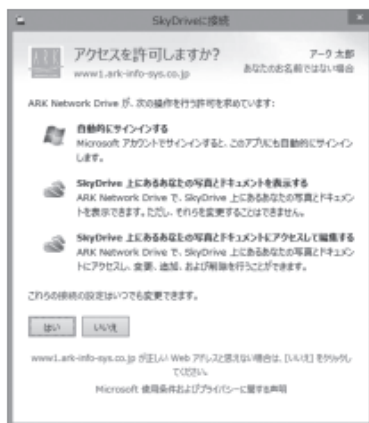 SkyDriveに接続
アクセスを許可しますか?
アーク 太郎
www1.ark-info-sys.co.jp
あなたのお名前ではない場合
ARK Network Drive が、次の操作を行う許可を求めています:
自動的にサインインする
Microsoft アカウントでサインインすると、このアプリにも自動的にサインイン
します。
SkyDrive 上にあるあなたの写真とドキュメントを表示する
ARK Network Drive で、SkyDrive 上にあるあなたの写真とドキュメン
トを表示できます。ただし、それらを変更することはできません。
SkyDrive 上にあるあなたの写真とドキュメントにアクセスして編集する
ARK Network Drive で、SkyDrive 上にあるあなたの写真とドキュメン
トにアクセスし、変更、追加、および削除を行うことができます。
これらの接続の設定はいつでも変更できます。
はい
いいえ
www1.ark-info-sys.co.jp が正しい Web アドレスと思えない場合は、[いいえ] をクリックし
てください。
Microsoft 使用条件およびプライバシーに関する声明